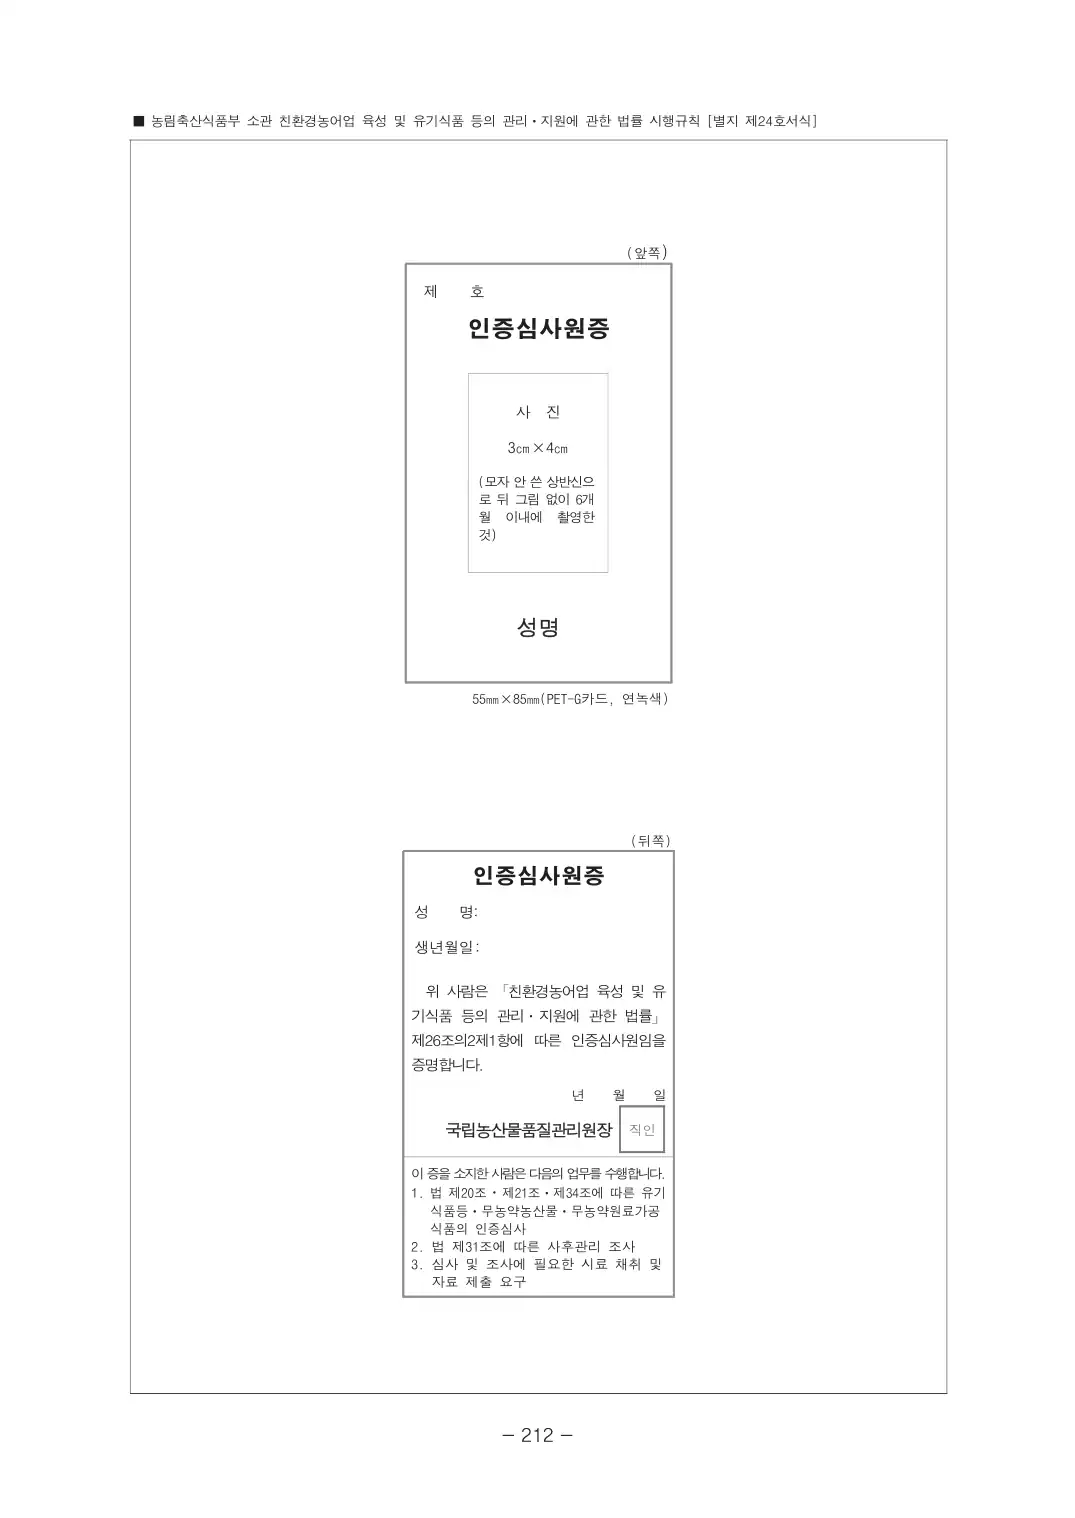 ■ 농림축산식품부 소관 친환경농어업 육성 및 유기식품 등의 관리·지원에 관한 법률 시행규칙 [별지 제24호서식]
(앞쪽)
제 호
인증심사원증
사 진
3㎝×4㎝
(모자 안 쓴 상반신으
로 뒤 그림 없이 6개
월 이내에 촬영한
것)
성명
55㎜×85㎜(PET-G카드, 연녹색)
(뒤쪽)
인증심사원증
성 명:
생년월일:
위 사람은 「친환경농어업 육성 및 유
기식품 등의 관리·지원에 관한 법률」
제26조의2제1항에 따른 인증심사원임을
증명합니다.
년 월 일
국립농산물품질관리원장 직인
이 증을 소지한 사람은 다음의 업무를 수행합니다.
1. 법 제20조·제21조·제34조에 따른 유기
식품등·무농약농산물·무농약원료가공
식품의 인증심사
2. 법 제31조에 따른 사후관리 조사
3. 심사 및 조사에 필요한 시료 채취 및
자료 제출 요구
- 212 -